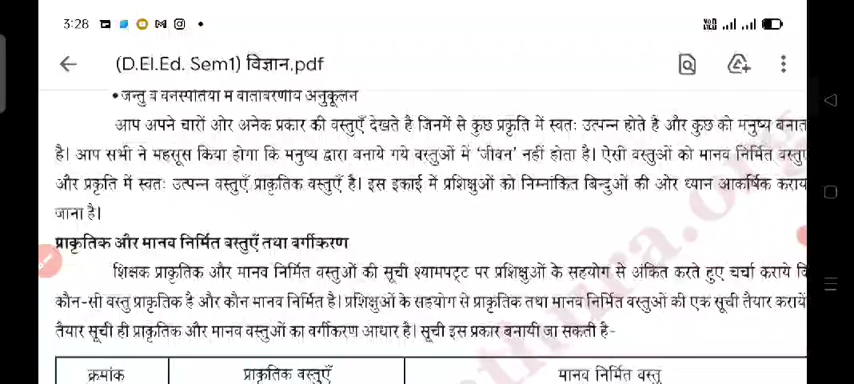 3:28
(D.El.Ed. Sem1) विज्ञान.pdf
•जन्तु व वनस्पतियों में वातावरणीय अनुकूलन
आप अपने चारों ओर अनेक प्रकार की वस्तुएँ देखते है जिनमें से कुछ प्रकृति में स्वतः उत्पन्न होते है और कुछ को मनुष्य बनात
है। आप सभी ने महसूस किया होगा कि मनुष्य द्वारा बनाये गये वस्तुओं में 'जीवन' नहीं होता है। ऐसी वस्तुओं को मानव निर्मित वस्तुए
और प्रकृति में स्वतः उत्पन्न वस्तुएँ प्राकृतिक वस्तुएँ है। इस इकाई में प्रशिक्षुओं को निम्नांकित बिन्दुओं की ओर ध्यान आकर्षिक कराय
जाना है।
प्राकृतिक और मानव निर्मित वस्तुएँ तथा वर्गीकरण
शिक्षक प्राकृतिक और मानव निर्मित वस्तुओं की सूची श्यामपट्ट पर प्रशिक्षुओं के सहयोग से अंकित करते हुए चर्चा कराये वि
कौन-सी वस्तु प्राकृतिक है और कौन मानव निर्मित है। प्रशिक्षुओं के सहयोग से प्राकृतिक तथा मानव निर्मित वस्तुओं की एक सूची तैयार करायें
तैयार सूची ही प्राकृतिक और मानव वस्तुओं का वर्गीकरण आधार है। सूची इस प्रकार बनायी जा सकती है-
क्रमांक प्राकृतिक वस्तुएँ मानव निर्मित वस्तु